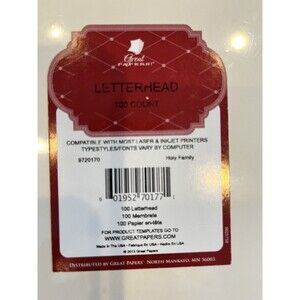 Great
PAPERS!
LETTERHEAD
100 COUNT
COMPATIBLE WITH MOST LASER & INKJET PRINTERS
TYPESTYLES/FONTS VARY BY COMPUTER
9720170 Holy Family
01952 70177
100 Letterhead
100 Membrete
100 Papier en-tête
FOR PRODUCT TEMPLATES GO TO
WWW.GREATPAPERS.COM
Made In The USA • Fabrique En USA • Hecho En USA
© 2013 Great Papers
DISTRIBUTED BY GREAT PAPERS! NORTH MANKATO, MN 56003